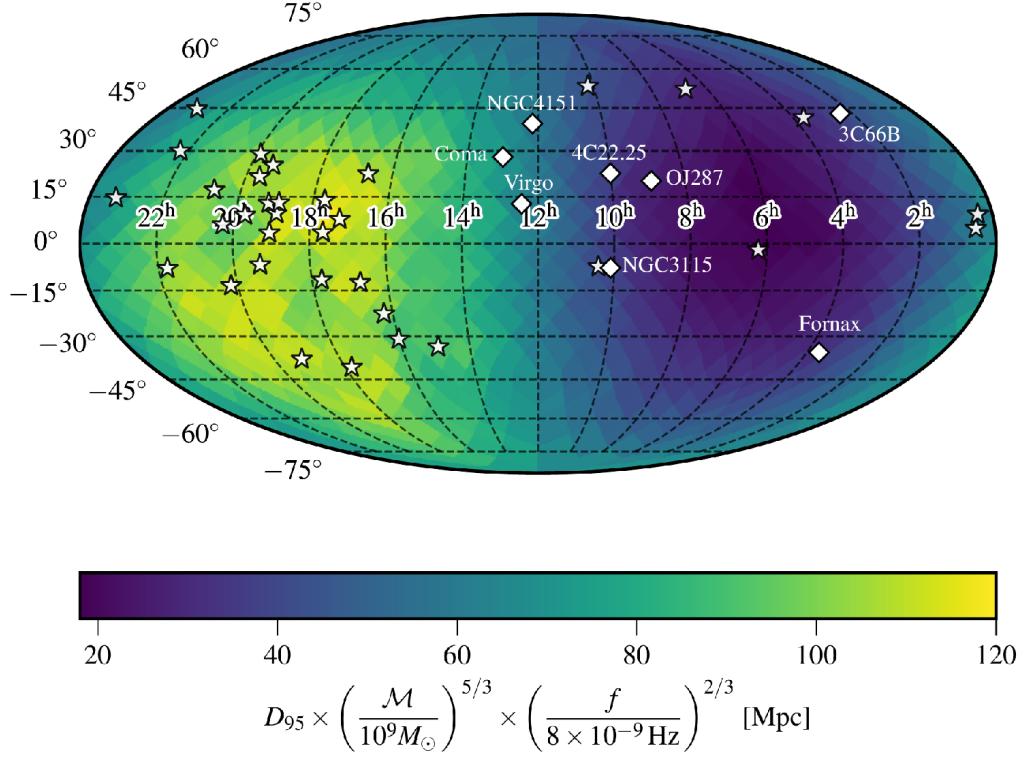 75°
60°
45°
30°
15°
0°
−15°
−30°
−45°
−60°
−75°
NGC4151
3C66B
Coma
4C22.25
OJ287
Virgo
22h 20h 18h 16h 14h 12h 10h 8h 6h 4h 2h
NGC3115
Fornax
20 40 60 80 100 120
D₉₅ × (ℳ / 10⁹M☉)^5/3 × (f / 8 × 10⁻⁹ Hz)^2/3 [Mpc]